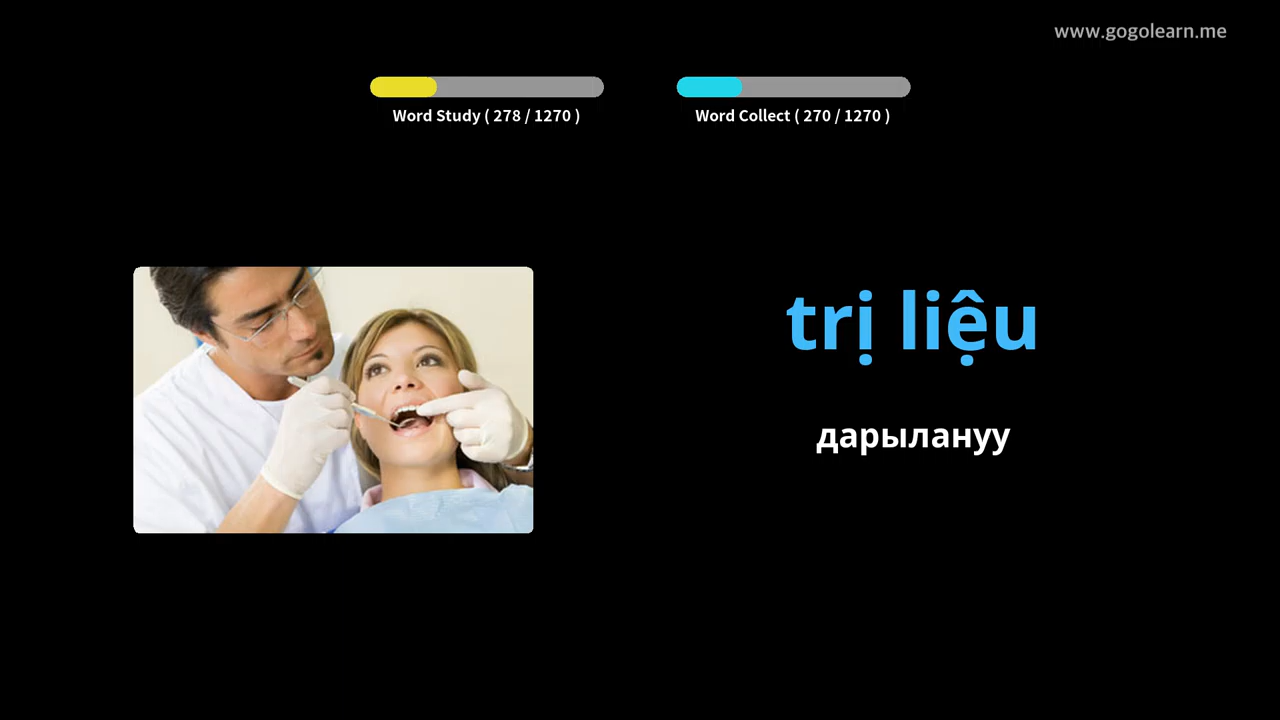 www.gogolearn.me
Word Study ( 278 / 1270 )
Word Collect ( 270 / 1270 )
trị liệu
дарылануу